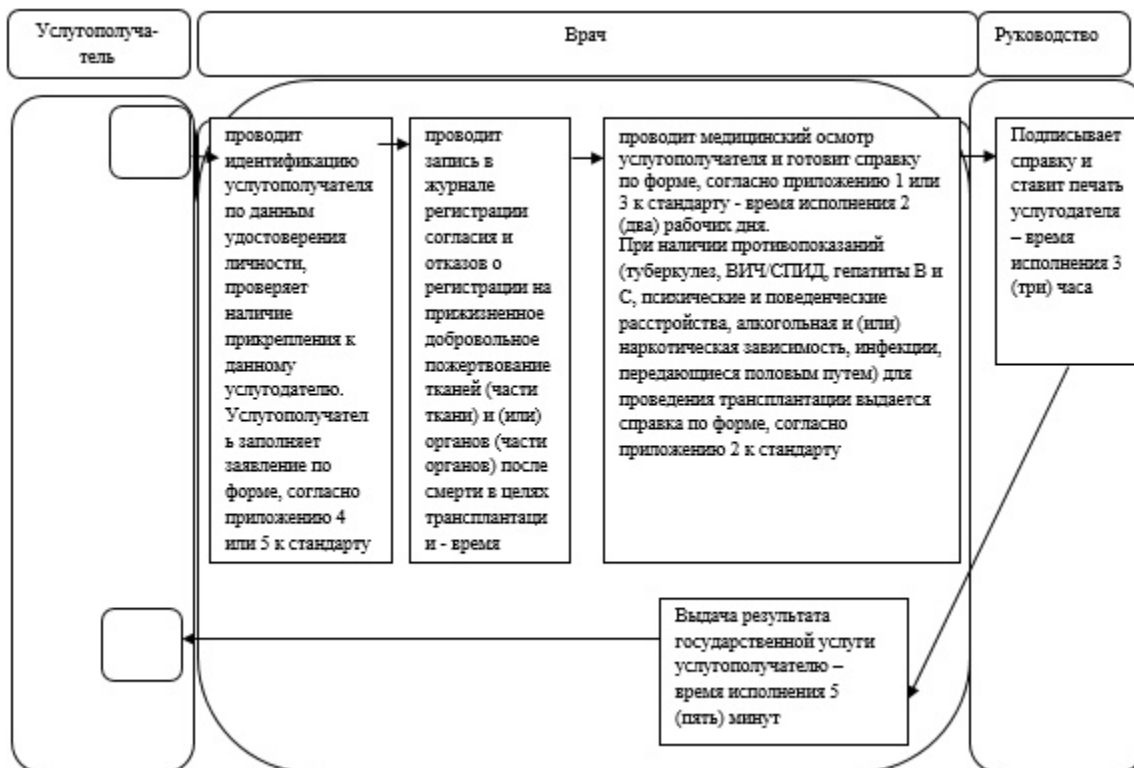 Услугополуча-
тель
Врач
Руководство
проводит
идентификацию
услугополучателя
по данным
удостоверения
личности,
проверяет
наличие
прикрепления к
данному
услугодателю.
Услугополучател
ь заполняет
заявление по
форме, согласно
приложению 4
или 5 к стандарту
проводит
запись в
журнале
регистрации
согласия и
отказов о
регистрации на
прижизненное
добровольное
пожертвование
тканей (части
ткани) и (или)
органов (части
органов) после
смерти в целях
трансплантаци
и - время
проводит медицинский осмотр
услугополучателя и готовит справку
по форме, согласно приложению 1 или
3 к стандарту - время исполнения 2
(два) рабочих дня.
При наличии противопоказаний
(туберкулез, ВИЧ/СПИД, гепатиты В и
С, психические и поведенческие
расстройства, алкогольная и (или)
наркотическая зависимость, инфекции,
передающиеся половым путем) для
проведения трансплантации выдается
справка по форме, согласно
приложению 2 к стандарту
Подписывает
справку и
ставит печать
услугодателя
– время
исполнения 3
(три) часа
Выдача результата
государственной услуги
услугополучателю –
время исполнения 5
(пять) минут